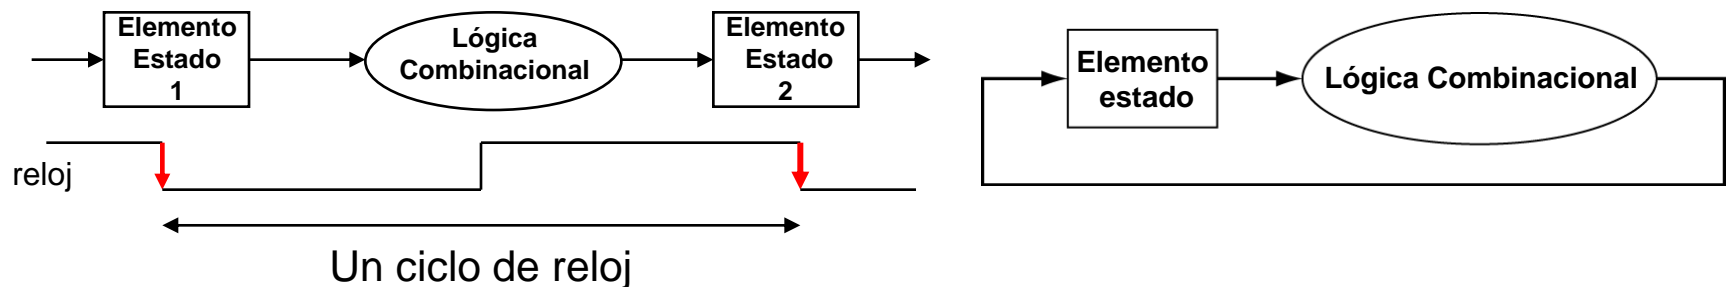 Elemento
Estado
1
Lógica
Combinacional
Elemento
Estado
2
Elemento
estado
Lógica Combinacional
reloj
Un ciclo de reloj